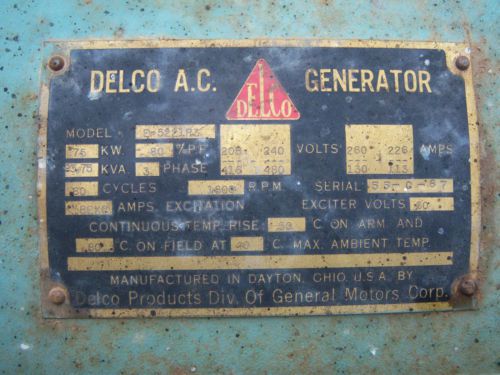 DELCO A.C. DELCO GENERATOR
MODEL
75 KW. 80 % P.F. 208 240 VOLTS 260 226 AMPS
93.75 KVA. 3 PHASE 416 480 130 113
60 CYCLES 1800 R.P.M. SERIAL
AMPS. EXCITATION EXCITER VOLTS
CONTINUOUS TEMP. RISE 50 °C ON ARM AND
°C ON FIELD AT 40 °C MAX. AMBIENT TEMP.
MANUFACTURED IN DAYTON, OHIO, U.S.A. BY
Delco Products Div. Of General Motors Corp.